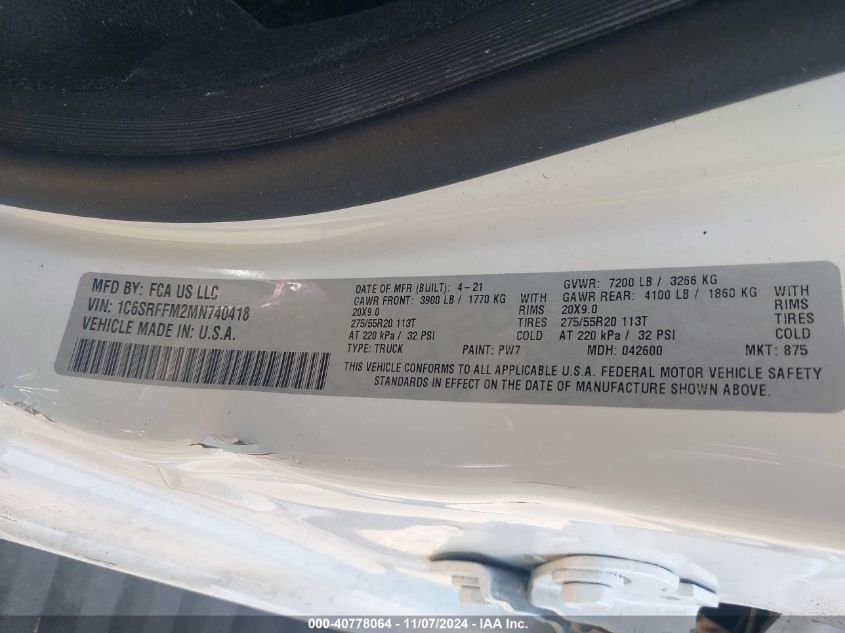 MFD BY: FCA US LLC
VIN: 1C6SRFFM2MN740418
VEHICLE MADE IN: U.S.A.
DATE OF MFR (BUILT): 4-21
GAWR FRONT: 3900 LB / 1770 KG WITH
20X9.0 RIMS
275/55R20 113T TIRES
AT 220 kPa / 32 PSI COLD
TYPE: TRUCK PAINT: PW7
GVWR: 7200 LB / 3266 KG
GAWR REAR: 4100 LB / 1860 KG WITH
20X9.0 RIMS
275/55R20 113T TIRES
AT 220 kPa / 32 PSI COLD
MDH: 042600 MKT: 875
THIS VEHICLE CONFORMS TO ALL APPLICABLE U.S.A. FEDERAL MOTOR VEHICLE SAFETY
STANDARDS IN EFFECT ON THE DATE OF MANUFACTURE SHOWN ABOVE.
000-40778064 - 11/07/2024 - IAAI.COM